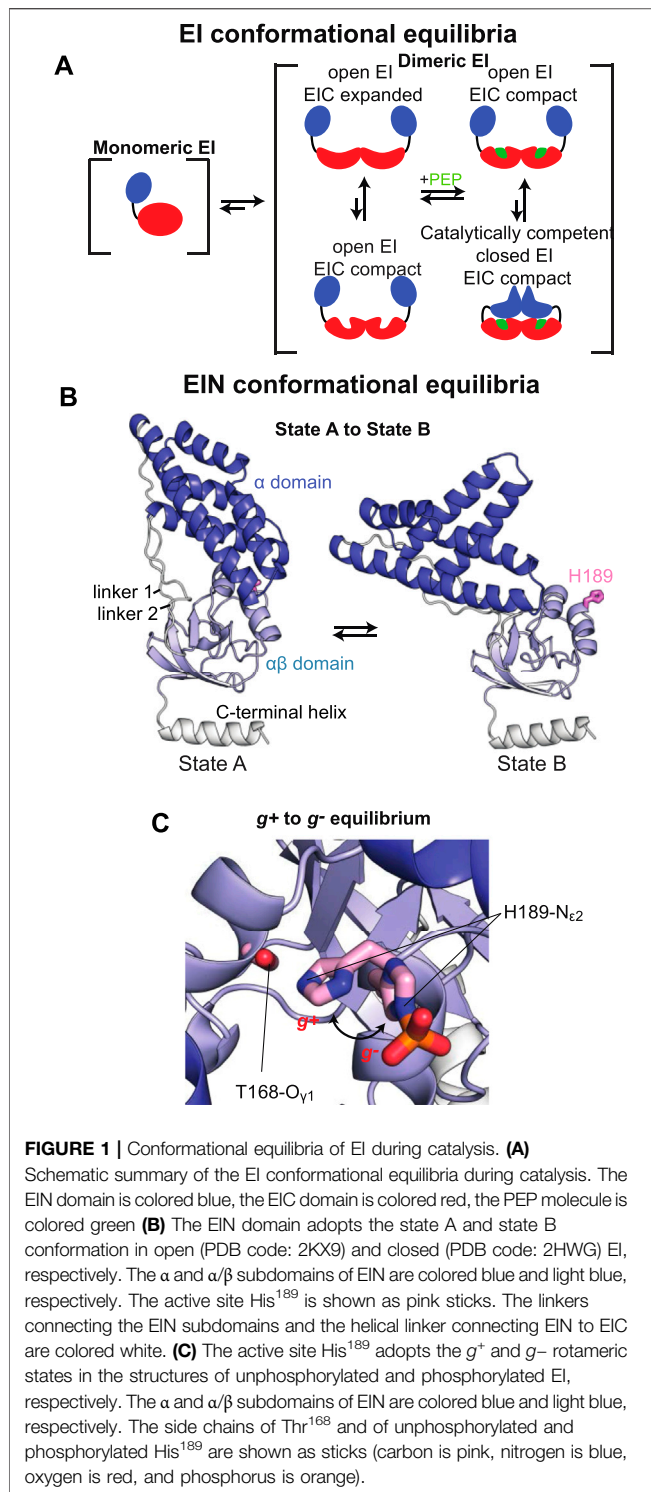 EI conformational equilibria
A
Dimeric EI
open EI
EIC expanded
open EI
EIC compact
Monomeric EI
+PEP
open EI
EIC compact
Catalytically competent
closed EI
EIC compact
EIN conformational equilibria
B
State A to State B
α domain
H189
linker 1
linker 2
αβ domain
C-terminal helix
State A
State B
C
g+ to g- equilibrium
H189-Nε2
g+
g-
T168-Oγ1
FIGURE 1 | Conformational equilibria of EI during catalysis. (A)
Schematic summary of the EI conformational equilibria during catalysis. The
EIN domain is colored blue, the EIC domain is colored red, the PEP molecule is
colored green (B) The EIN domain adopts the state A and state B
conformation in open (PDB code: 2KX9) and closed (PDB code: 2HWG) EI,
respectively. The α and α/β subdomains of EIN are colored blue and light blue,
respectively. The active site His189 is shown as pink sticks. The linkers
connecting the EIN subdomains and the helical linker connecting EIN to EIC
are colored white. (C) The active site His189 adopts the g+ and g− rotameric
states in the structures of unphosphorylated and phosphorylated EI,
respectively. The α and α/β subdomains of EIN are colored blue and light blue,
respectively. The side chains of Thr168 and of unphosphorylated and
phosphorylated His189 are shown as sticks (carbon is pink, nitrogen is blue,
oxygen is red, and phosphorus is orange).